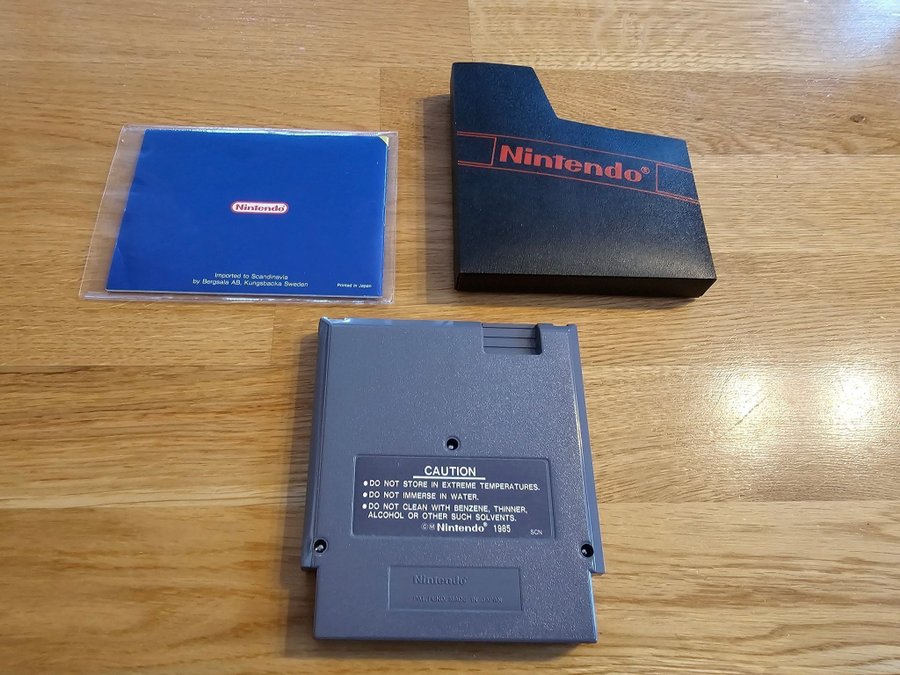 Nintendo
Imported to Scandinavia
by Bergsala AB, Kungsbacka Sweden
Printed in Japan
Nintendo®
CAUTION
●DO NOT STORE IN EXTREME TEMPERATURES.
●DO NOT IMMERSE IN WATER.
●DO NOT CLEAN WITH BENZENE, THINNER,
ALCOHOL OR OTHER SUCH SOLVENTS.
©Ⓜ Nintendo® 1985
SCN
Nintendo®
MADE IN JAPAN